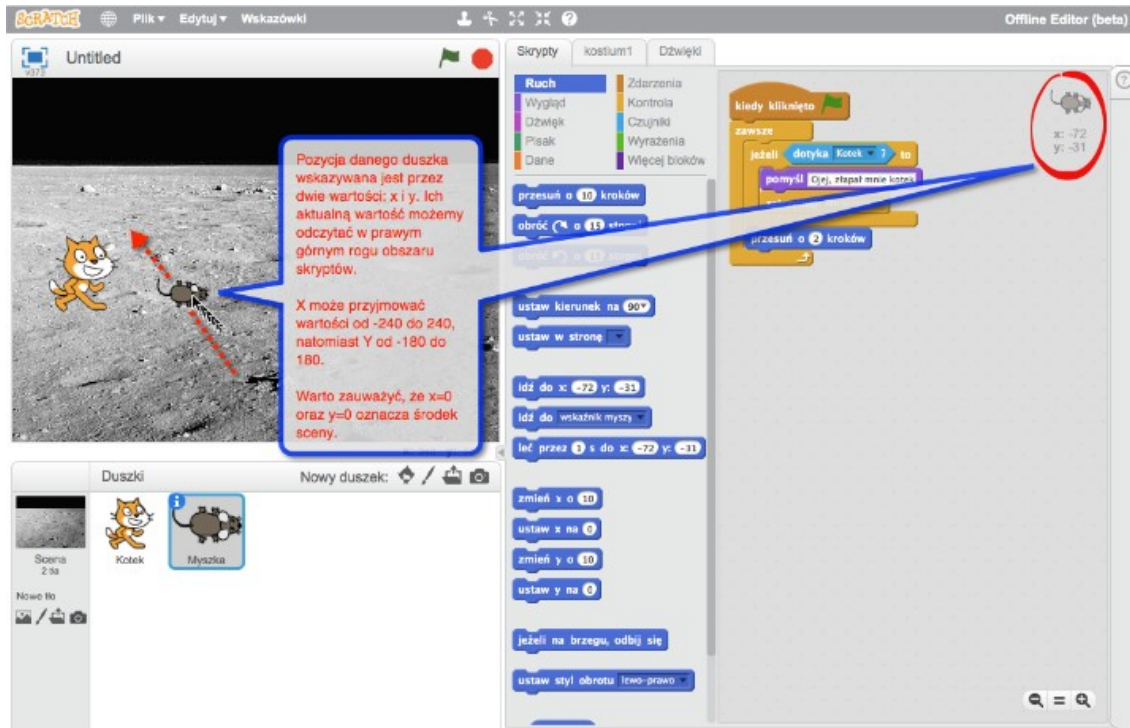 SCRATCH Plik Edytuj Wskazówki Offline Editor (beta)
Untitled
v373
Pozycja danego duszka
wskazywana jest przez
dwie wartości: x i y. Ich
aktualną wartość możemy
odczytać w prawym
górnym rogu obszaru
skryptów.
X może przyjmować
wartości od -240 do 240,
natomiast Y od -180 do
180.
Warto zauważyć, że x=0
oraz y=0 oznacza środek
sceny.
Duszki
Nowy duszek:
Scena
2 tła
Nowe tło
Kotek
Myszka
Skrypty kostium1 Dźwięki
Ruch
Wygląd
Dźwięk
Pisak
Dane
Zdarzenia
Kontrola
Czujniki
Wyrażenia
Więcej bloków
przesuń o 10 kroków
obróć o 15 stopni
obróć o 15 stopni
ustaw kierunek na 90
ustaw w stronę
idź do x: -72 y: -31
idź do wskaźnik myszy
leć przez 1 s do x: -72 y: -31
zmień x o 10
ustaw x na 0
zmień y o 10
ustaw y na 0
jeżeli na brzegu, odbij się
ustaw styl obrotu lewo-prawo
kiedy kliknięto
zawsze
jeżeli dotyka Kotek ? to
pomyśl Ojej, złapał mnie kotek
przesuń o 2 kroków
x: -72
y: -31